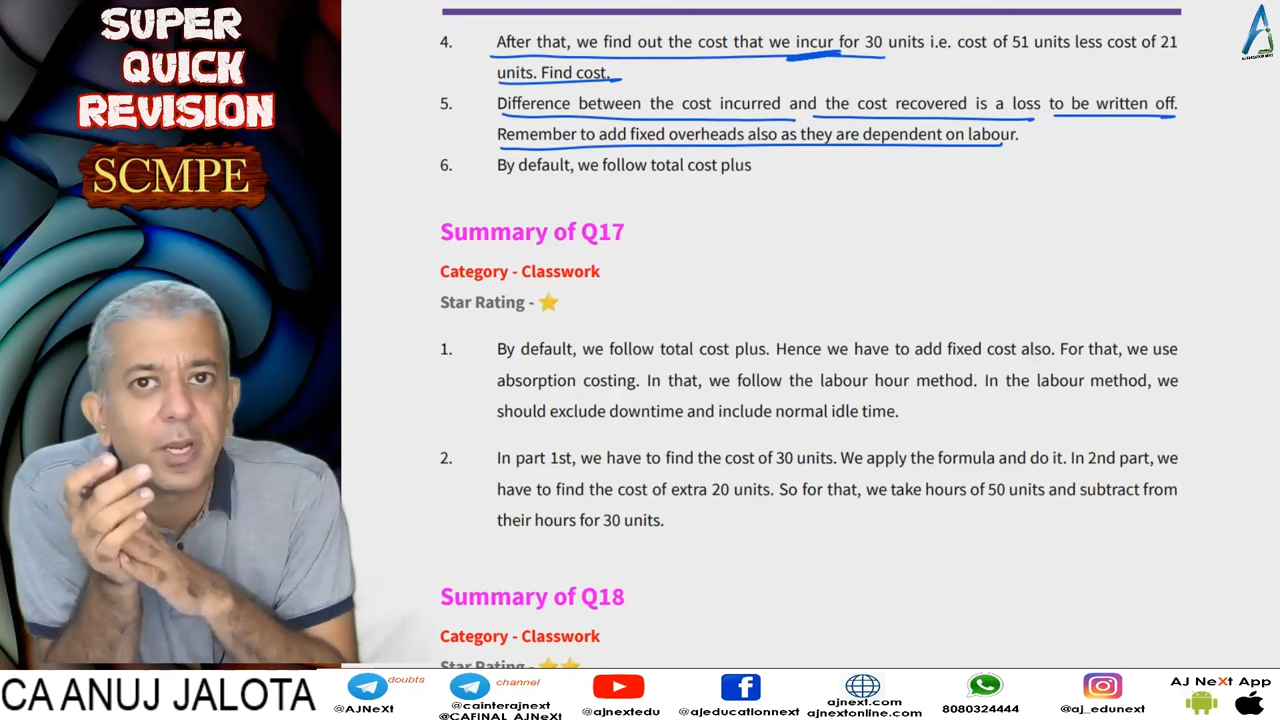 SUPER
QUICK
REVISION
SCMPE
4. After that, we find out the cost that we incur for 30 units i.e. cost of 51 units less cost of 21
units. Find cost.
5. Difference between the cost incurred and the cost recovered is a loss to be written off.
Remember to add fixed overheads also as they are dependent on labour.
6. By default, we follow total cost plus
Summary of Q17
Category - Classwork
Star Rating - ⭐
1. By default, we follow total cost plus. Hence we have to add fixed cost also. For that, we use
absorption costing. In that, we follow the labour hour method. In the labour method, we
should exclude downtime and include normal idle time.
2. In part 1st, we have to find the cost of 30 units. We apply the formula and do it. In 2nd part, we
have to find the cost of extra 20 units. So for that, we take hours of 50 units and subtract from
their hours for 30 units.
Summary of Q18
Category - Classwork
Star Rating - ⭐⭐
CA ANUJ JALOTA
doubts
@AJNeXt
channel
@cainterajnext
@CAFINAL_AJNeXt
@ajnextedu
@ajeducationnext
ajnext.com
ajnextonline.com
8080324444
@aj_edunext
AJ NeXt App